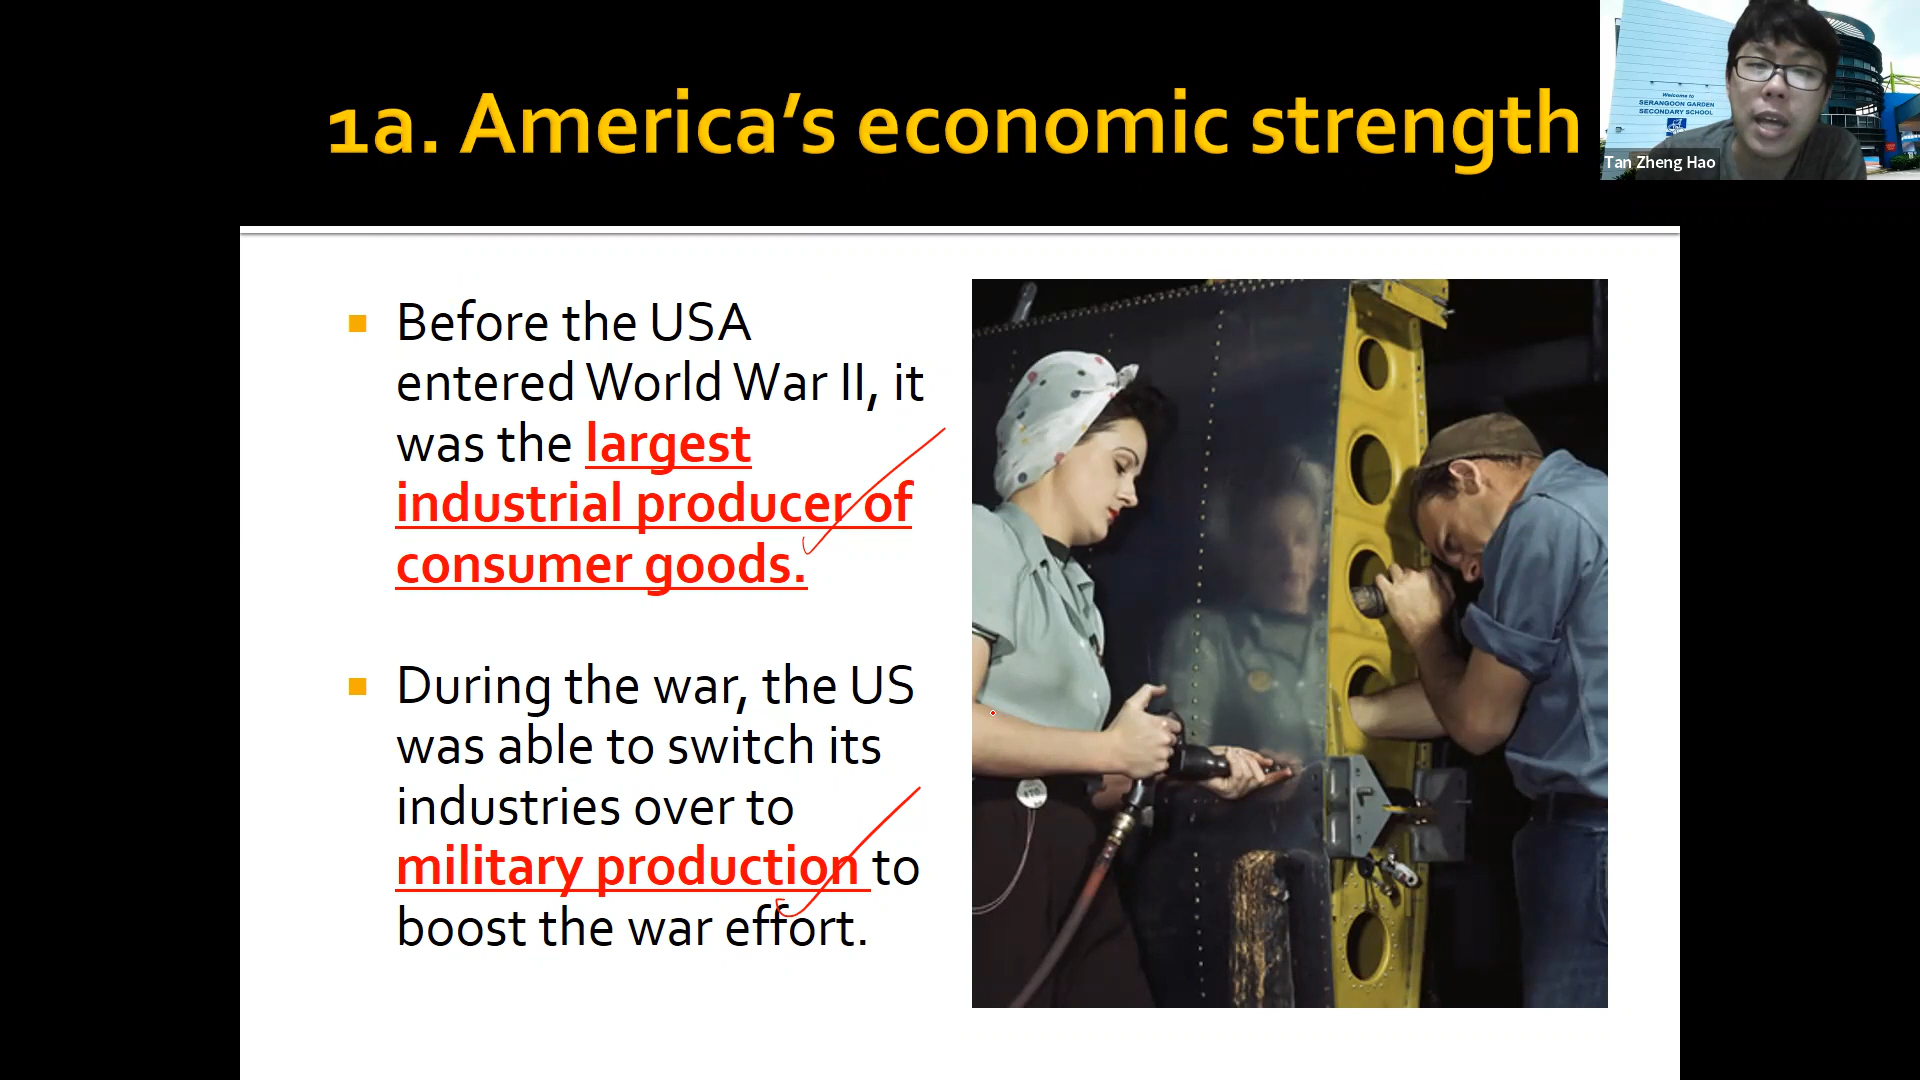 1a. America's economic strength
Welcome to
SERANGOON GARDEN
SECONDARY SCHOOL
Tan Zheng Hao
Before the USA
entered World War II, it
was the largest
industrial producer of
consumer goods.
During the war, the US
was able to switch its
industries over to
military production to
boost the war effort.